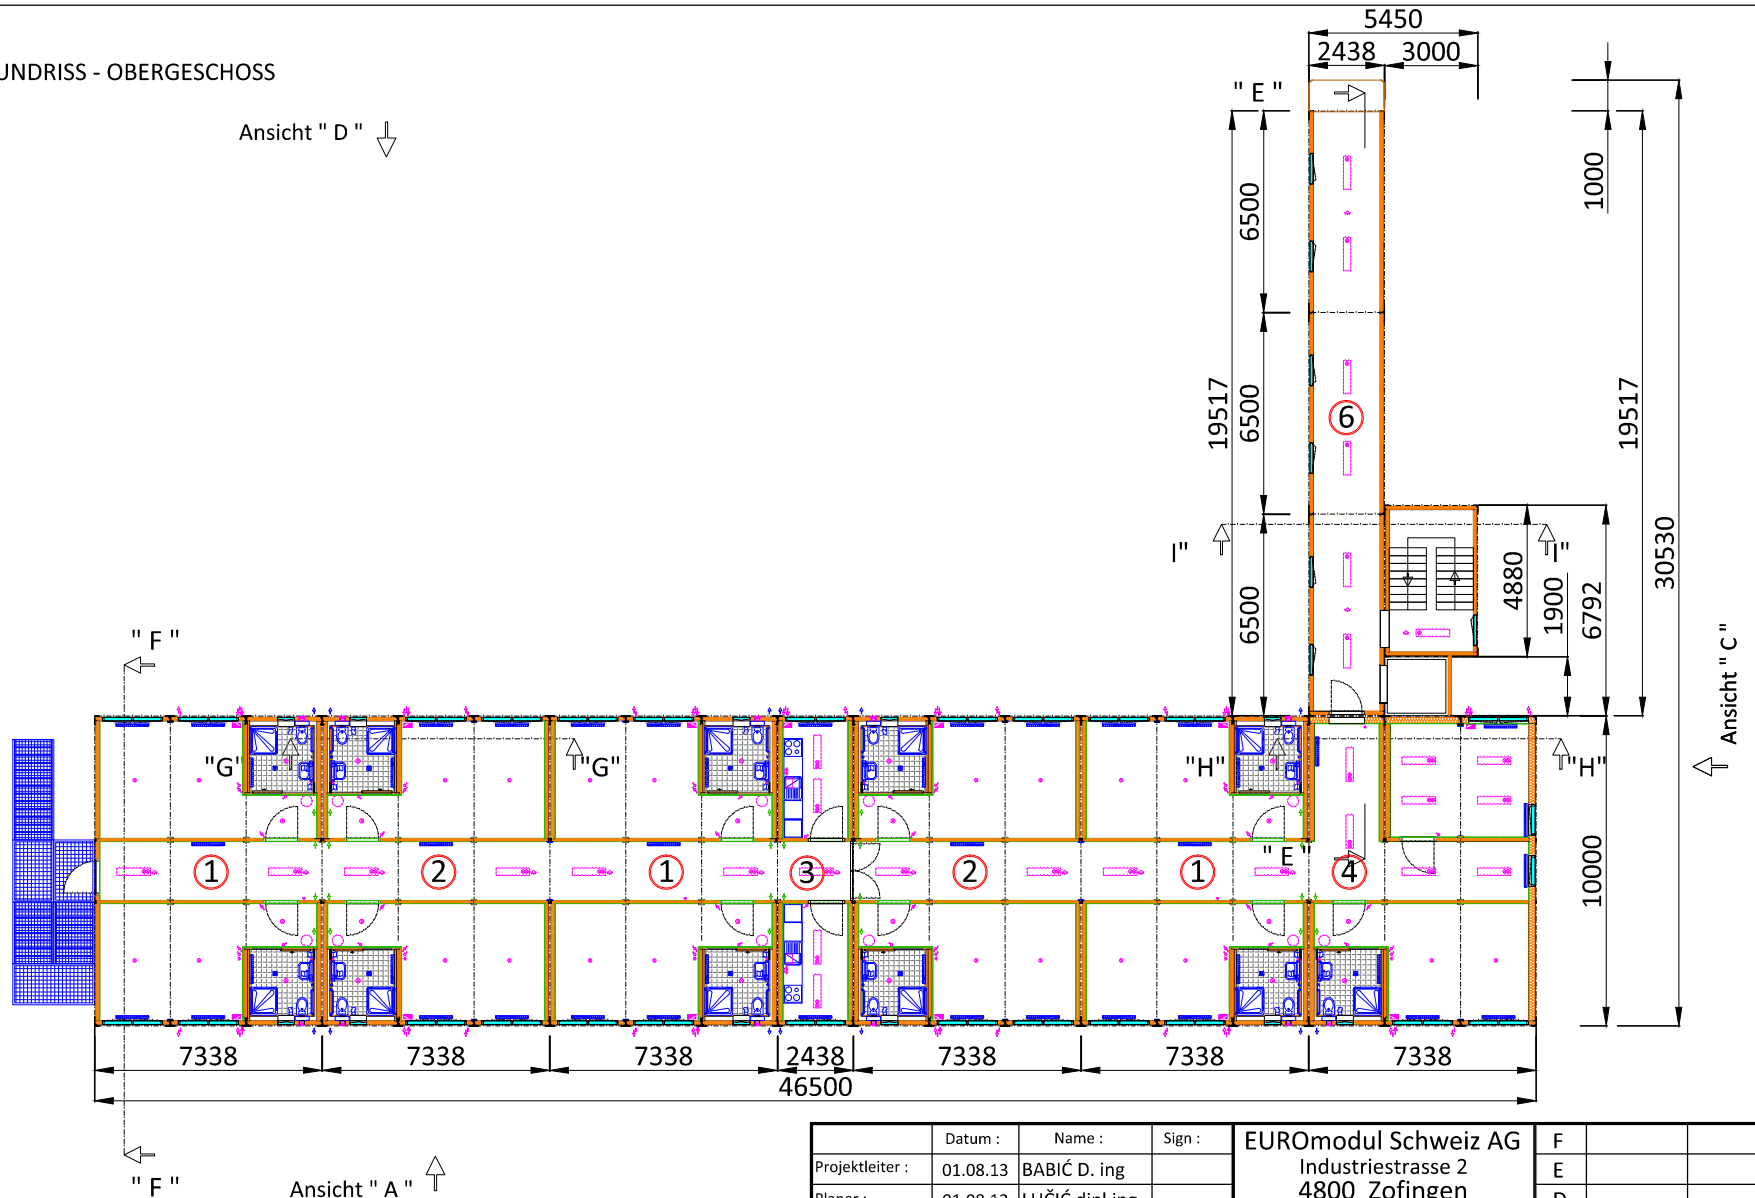 5450
2438 3000
UNDRISS - OBERGESCHOSS
" E "
Ansicht " D "
1000
6500
19517
6500
6
19517
30530
I"
I"
4880
1900
6792
6500
" F "
Ansicht " C "
"G"
"G"
"H"
"H"
" E "
1
2
1
3
2
1
4
10000
7338 7338 7338 2438 7338 7338 7338
46500
" F "
Ansicht " A "
Datum : Name : Sign :
Projektleiter : 01.08.13 BABIĆ D. ing
EUROmodul Schweiz AG
Industriestrasse 2
4800 Zofingen
F
E